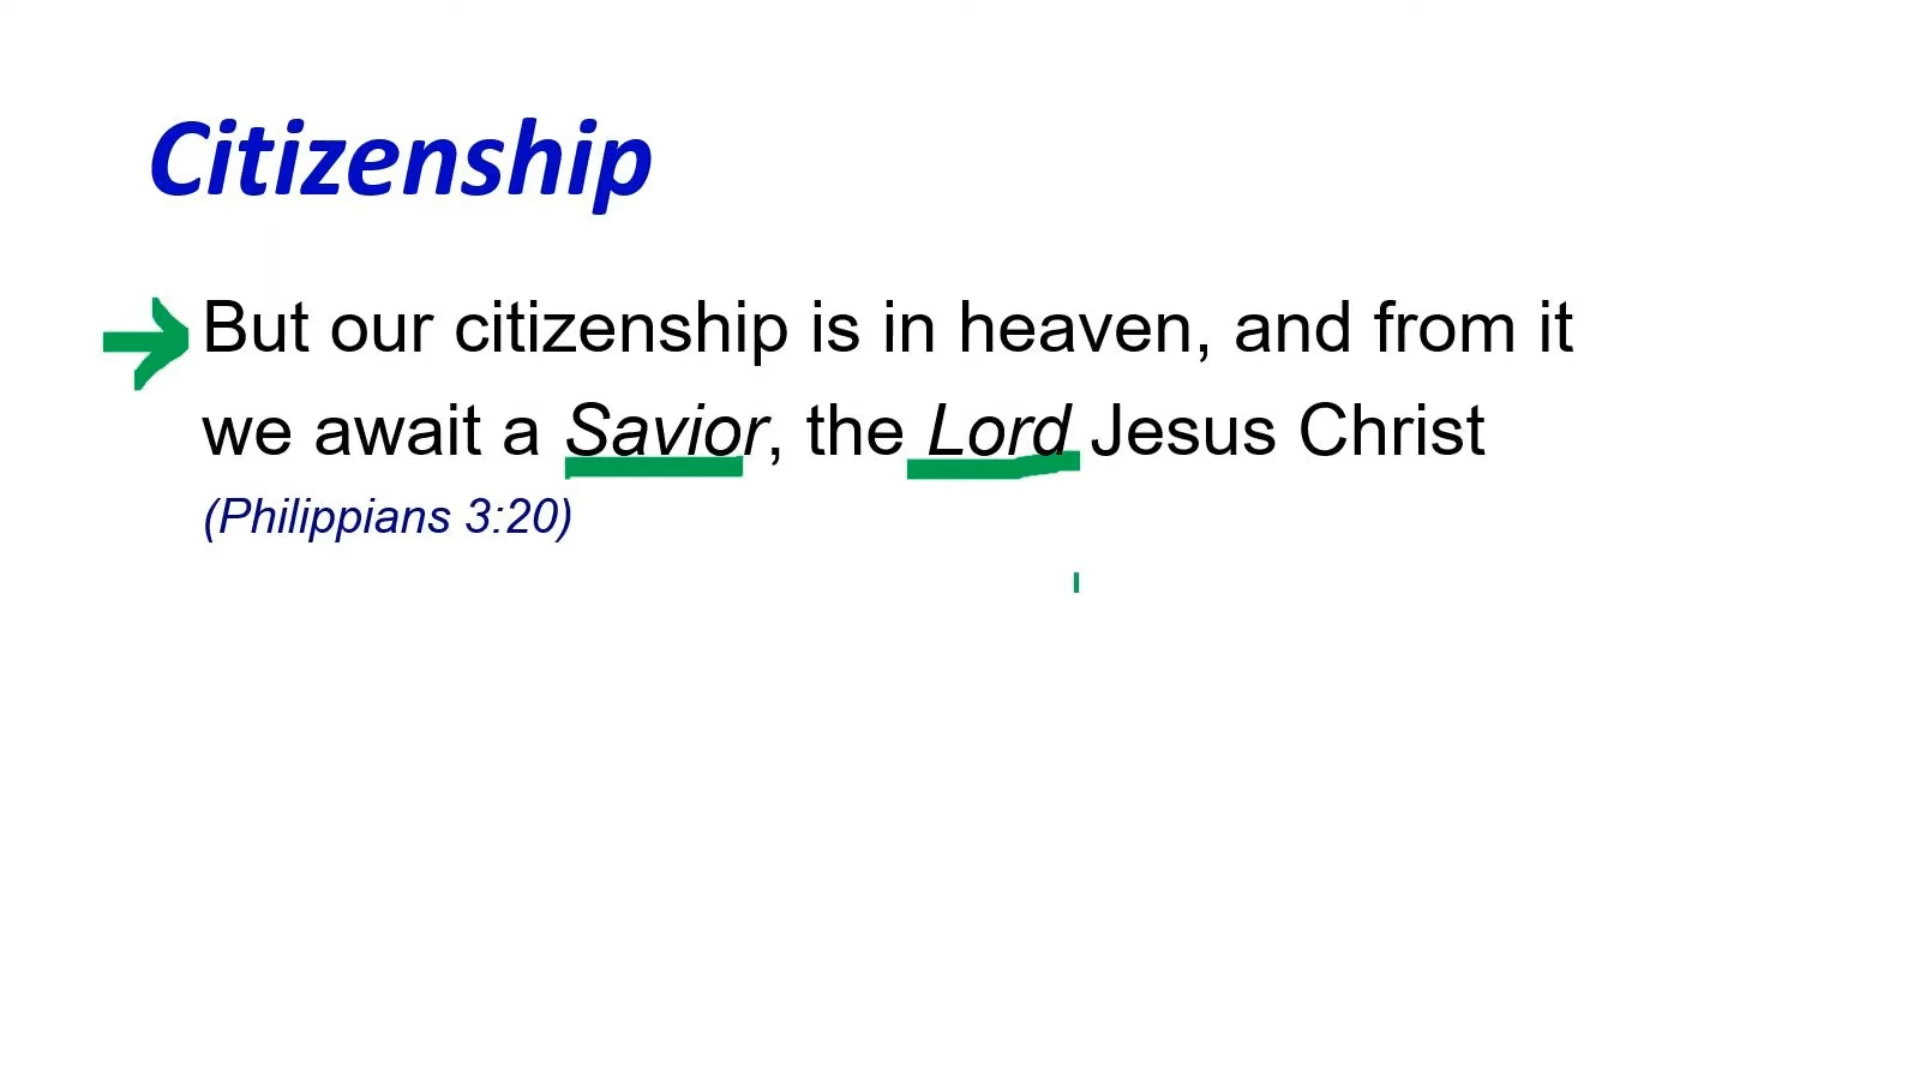 Citizenship
But our citizenship is in heaven, and from it
we await a Savior, the Lord Jesus Christ
(Philippians 3:20)